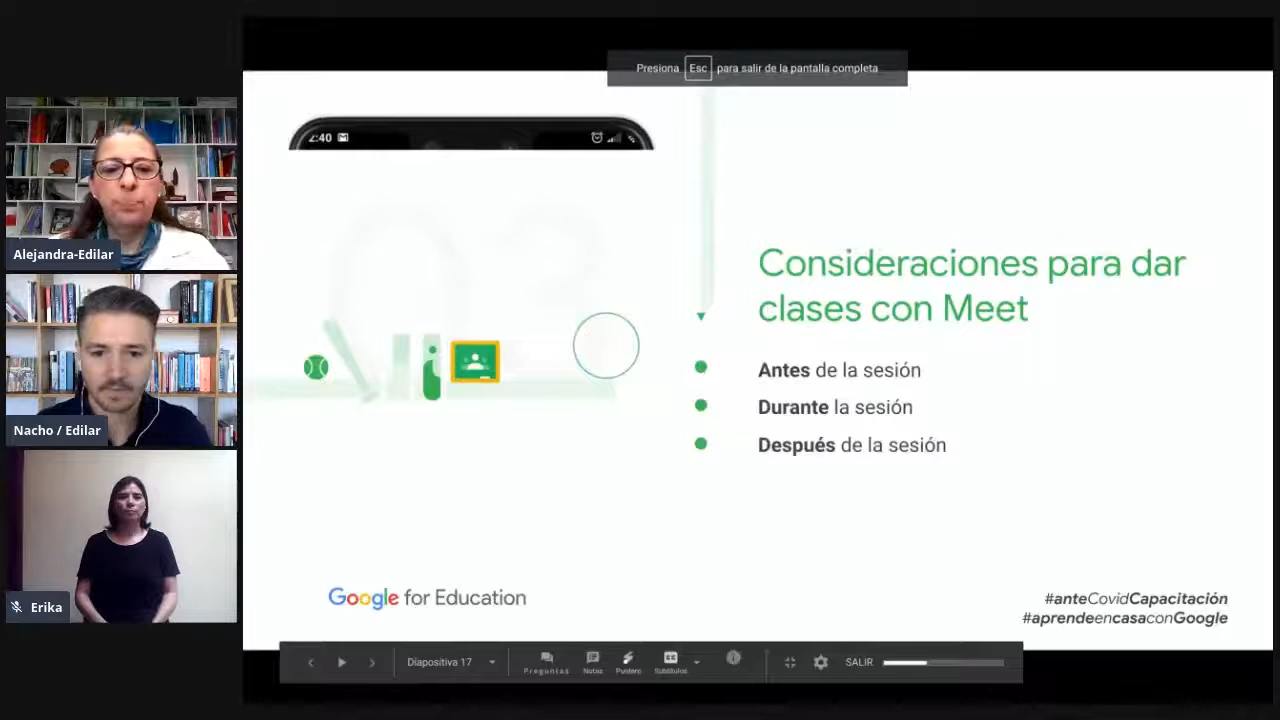 Presiona Esc para salir de la pantalla completa
2:40
Alejandra-Edilar
Nacho / Edilar
Erika
Consideraciones para dar
clases con Meet
Antes de la sesión
Durante la sesión
Después de la sesión
Google for Education
#anteCovidCapacitación
#aprendeencasaconGoogle
Diapositiva 17
Preguntas
Notas
Puntero
Subtítulos
SALIR